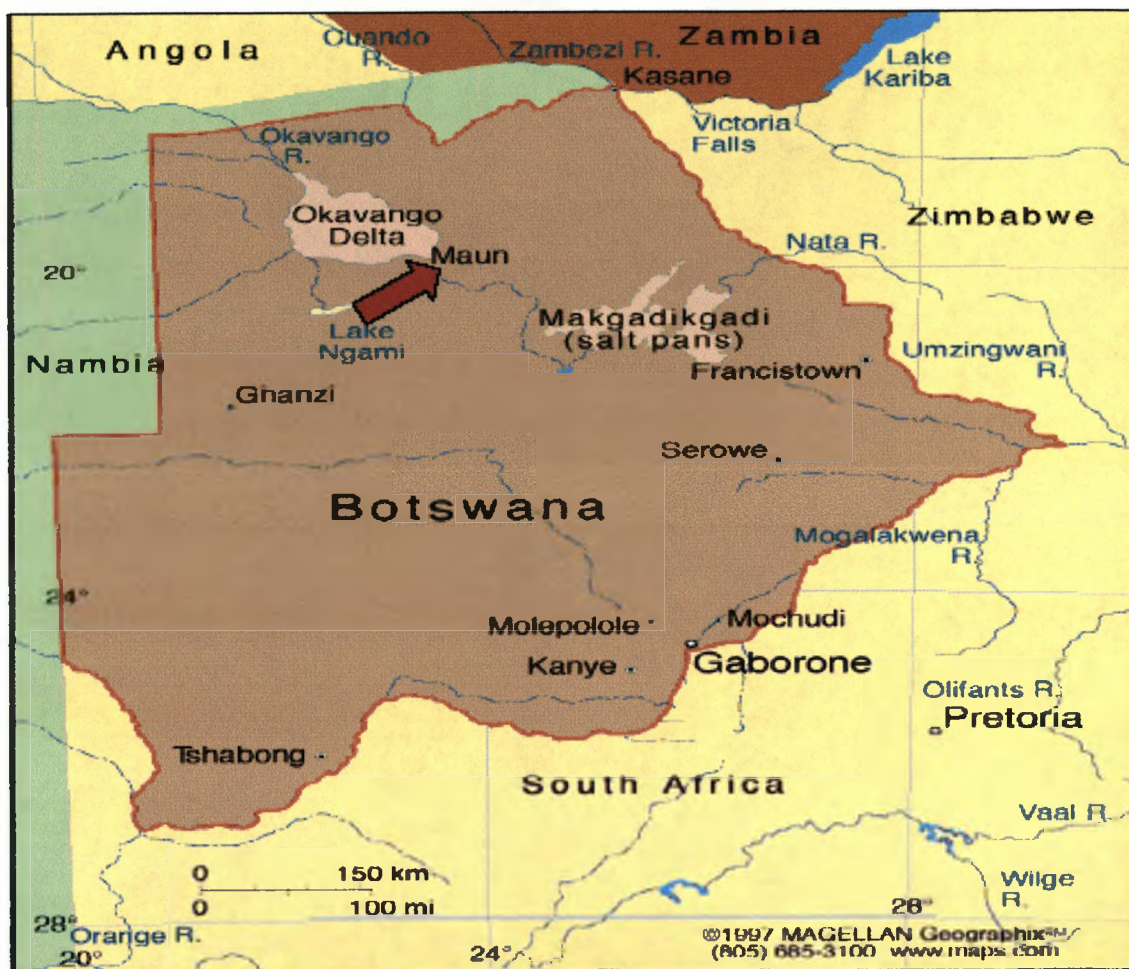 Angola
Cuando
R.
Zambezi R.
Zambia
Kasane
Lake
Kariba
Victoria
Falls
Okavango
R.
Okavango
Delta
Maun
Zimbabwe
Nata R.
20°
Lake
Ngami
Makgadikgadi
(salt pans)
Nambia
Umzingwani
R.
Francistown
Ghanzi
Serowe
Botswana
Mogalakwena
R.
24°
Molepolole
Mochudi
Kanye
Gaborone
Olifants R.
Pretoria
Tshabong
South Africa
Vaal R
0 150 km
0 100 mi
Wilge
R.
28°
Orange R.
20°
24°
28°
©1997 MAGELLAN Geographix℠
(805) 685-3100 www.maps.com